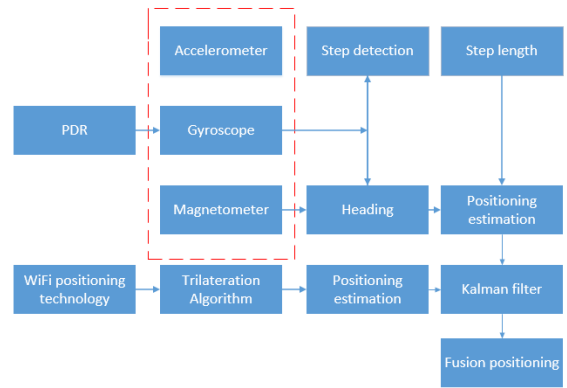 Accelerometer
Step detection
Step length
PDR
Gyroscope
Magnetometer
Heading
Positioning
estimation
WiFi positioning
technology
Trilateration
Algorithm
Positioning
estimation
Kalman filter
Fusion positioning